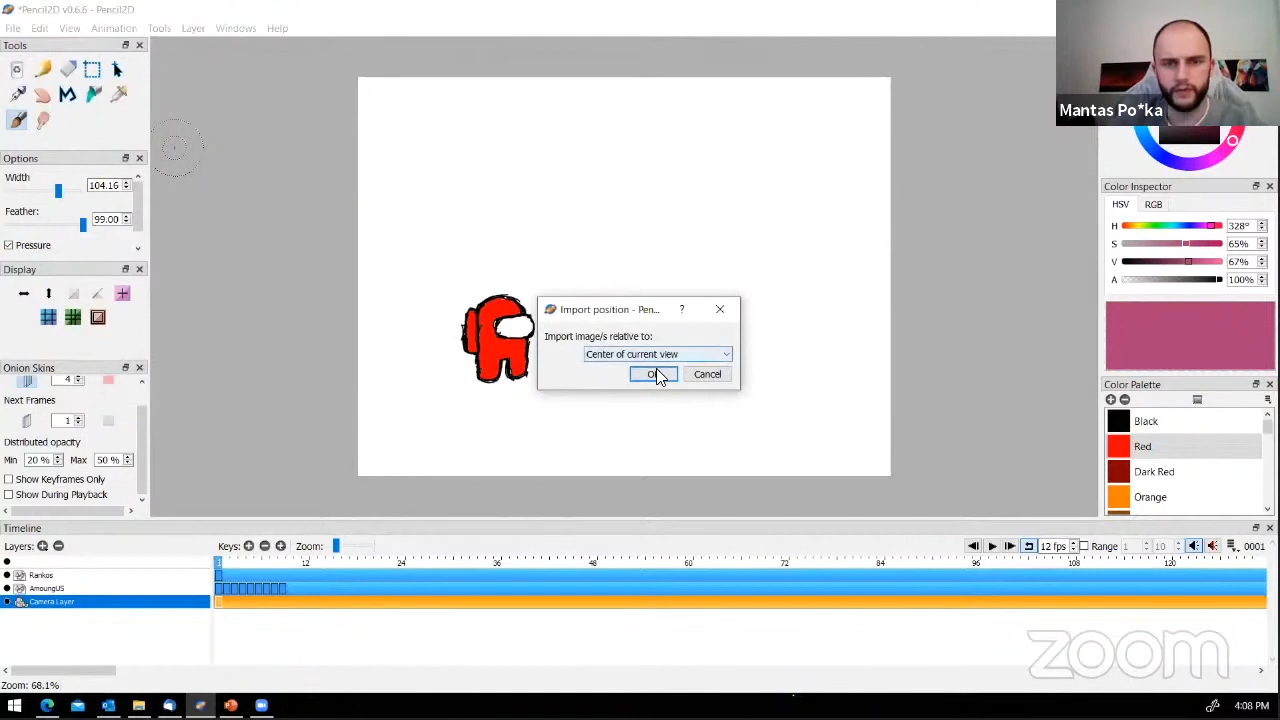 *Pencil2D v0.6.6 - Pencil2D
File Edit View Animation Tools Layer Windows Help
Mantas Po*ka
Tools
Options
Width
104.16
Feather:
99.00
Pressure
Display
Onion Skins
4
Next Frames
1
Distributed opacity
Min 20 % Max 50 %
Show Keyframes Only
Show During Playback
Import position - Pen...
?
Import image/s relative to:
Center of current view
Cancel
Color Inspector
HSV RGB
H 328°
S 65%
V 67%
A 100%
Color Palette
Black
Red
Dark Red
Orange
Timeline
Layers: Keys: Zoom: 12 fps Range 1 10 0001
1 12 24 36 48 60 72 84 96 108 120
Rankos
AmoungUS
Camera Layer
zoom
Zoom: 68.1%
4:08 PM